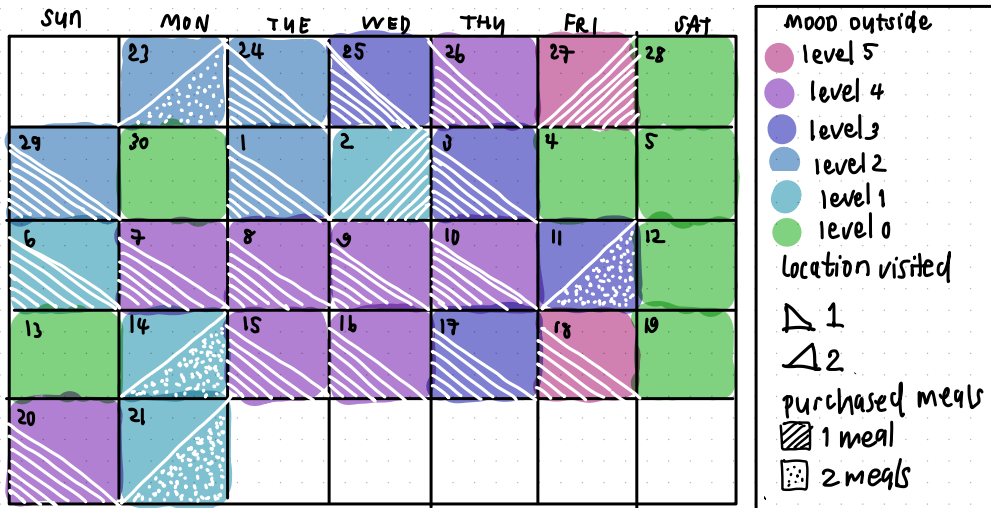 SUN MON TUE WED THU FRI SAT
23 24 25 26 27 28
29 30 1 2 3 4 5
6 7 8 9 10 11 12
13 14 15 16 17 18 19
20 21
MOOD outside
level 5
level 4
level 3
level 2
level 1
level 0
location visited
1
2
purchased meals
1 meal
2 meals